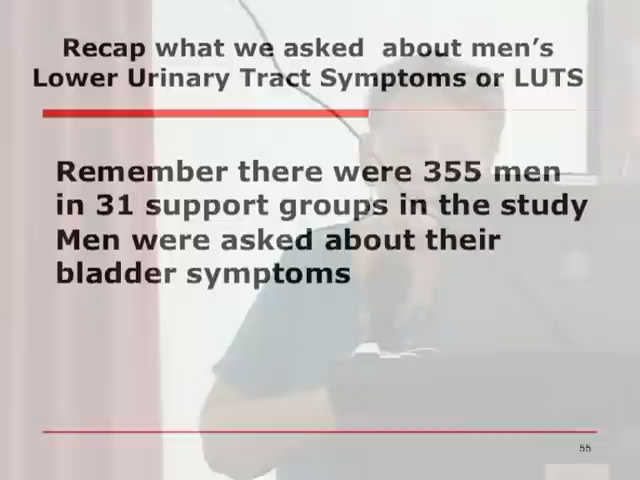 Recap what we asked  about men's
Lower Urinary Tract Symptoms or LUTS
Remember there were 355 men
in 31 support groups in the study
Men were asked about their
bladder symptoms
55